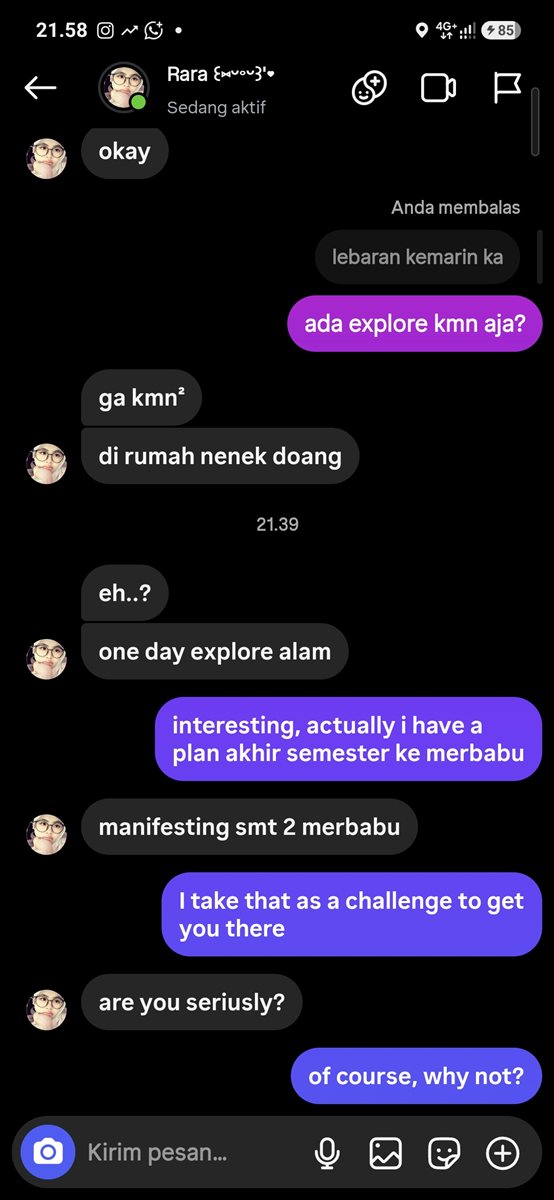 21.58
4G+
85
Rara ꒰⑅ᵕ༚ᵕ꒱˖♥
Sedang aktif
okay
Anda membalas
lebaran kemarin ka
ada explore kmn aja?
ga kmn²
di rumah nenek doang
21.39
eh..?
one day explore alam
interesting, actually i have a
plan akhir semester ke merbabu
manifesting smt 2 merbabu
I take that as a challenge to get
you there
are you seriusly?
of course, why not?
Kirim pesan...